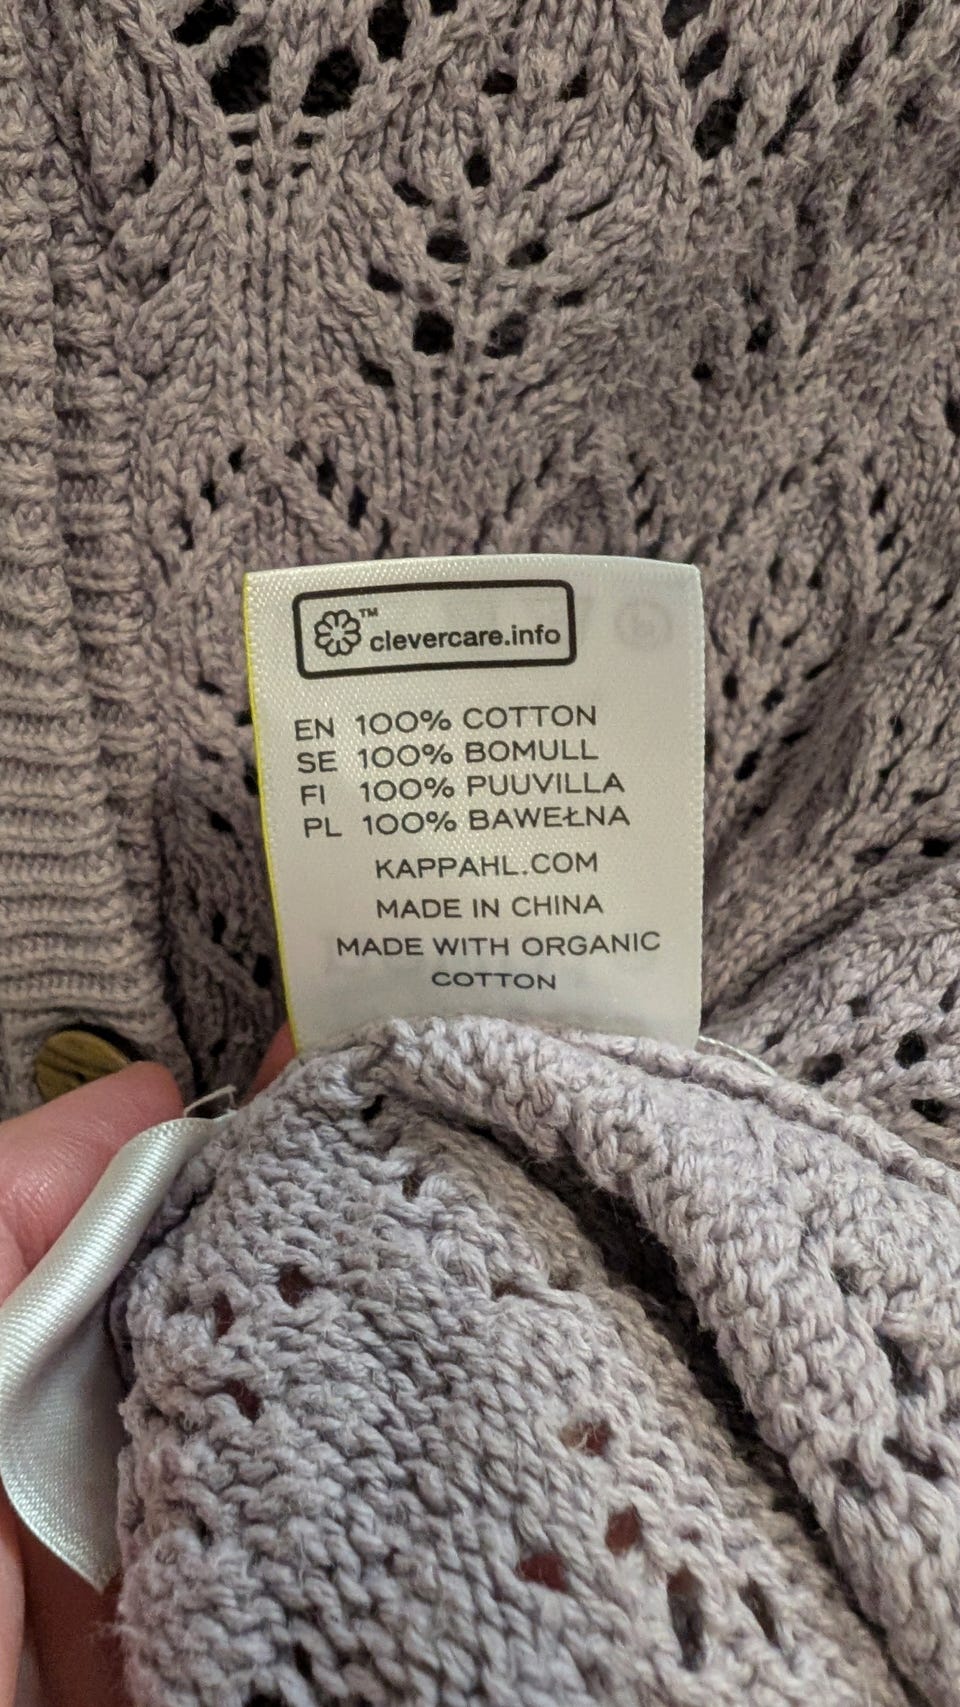 ™
clevercare.info
EN 100% COTTON
SE 100% BOMULL
FI 100% PUUVILLA
PL 100% BAWEŁNA
KAPPAHL.COM
MADE IN CHINA
MADE WITH ORGANIC
COTTON